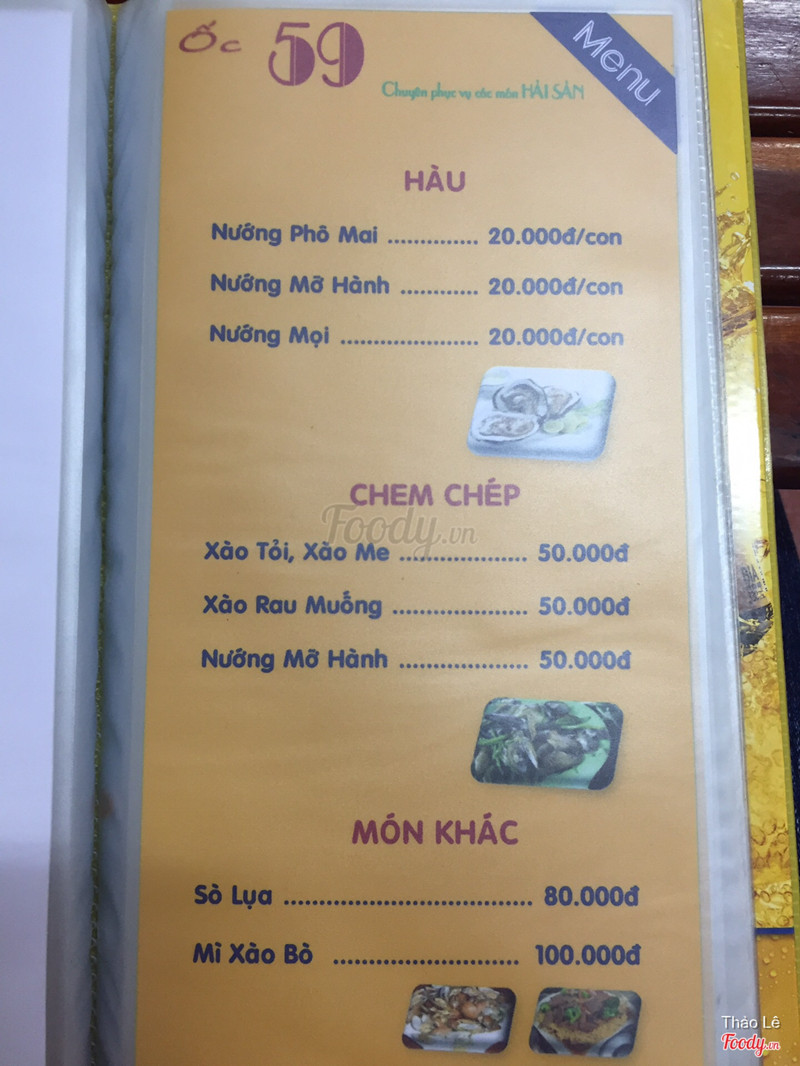 Ốc 59
Menu
Chuyên phục vụ các món HẢI SẢN
HÀU
Nướng Phô Mai .............. 20.000đ/con
Nướng Mỡ Hành ............ 20.000đ/con
Nướng Mọi ..................... 20.000đ/con
CHEM CHÉP
Foody.vn
Xào Tỏi, Xào Me ................... 50.000đ
Xào Rau Muống .................... 50.000đ
Nướng Mỡ Hành ................... 50.000đ
MÓN KHÁC
Sò Lụa .................................. 80.000đ
Mì Xào Bò ............................ 100.000đ
Thảo Lê
Foody.vn